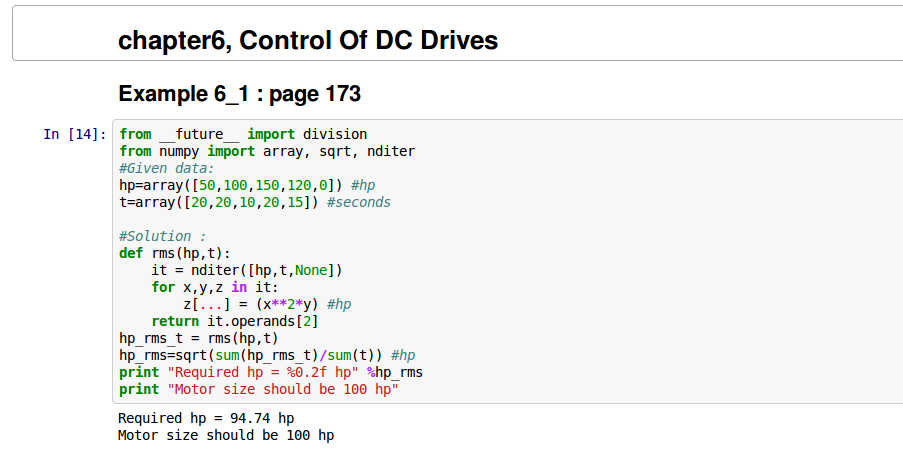 chapter6, Control Of DC Drives
Example 6_1 : page 173
In [14]: from __future__ import division
from numpy import array, sqrt, nditer
#Given data:
hp=array([50,100,150,120,0]) #hp
t=array([20,20,10,20,15]) #seconds
#Solution :
def rms(hp,t):
    it = nditer([hp,t,None])
    for x,y,z in it:
        z[...] = (x**2*y) #hp
    return it.operands[2]
hp_rms_t = rms(hp,t)
hp_rms=sqrt(sum(hp_rms_t)/sum(t)) #hp
print "Required hp = %0.2f hp" %hp_rms
print "Motor size should be 100 hp"
Required hp = 94.74 hp
Motor size should be 100 hp